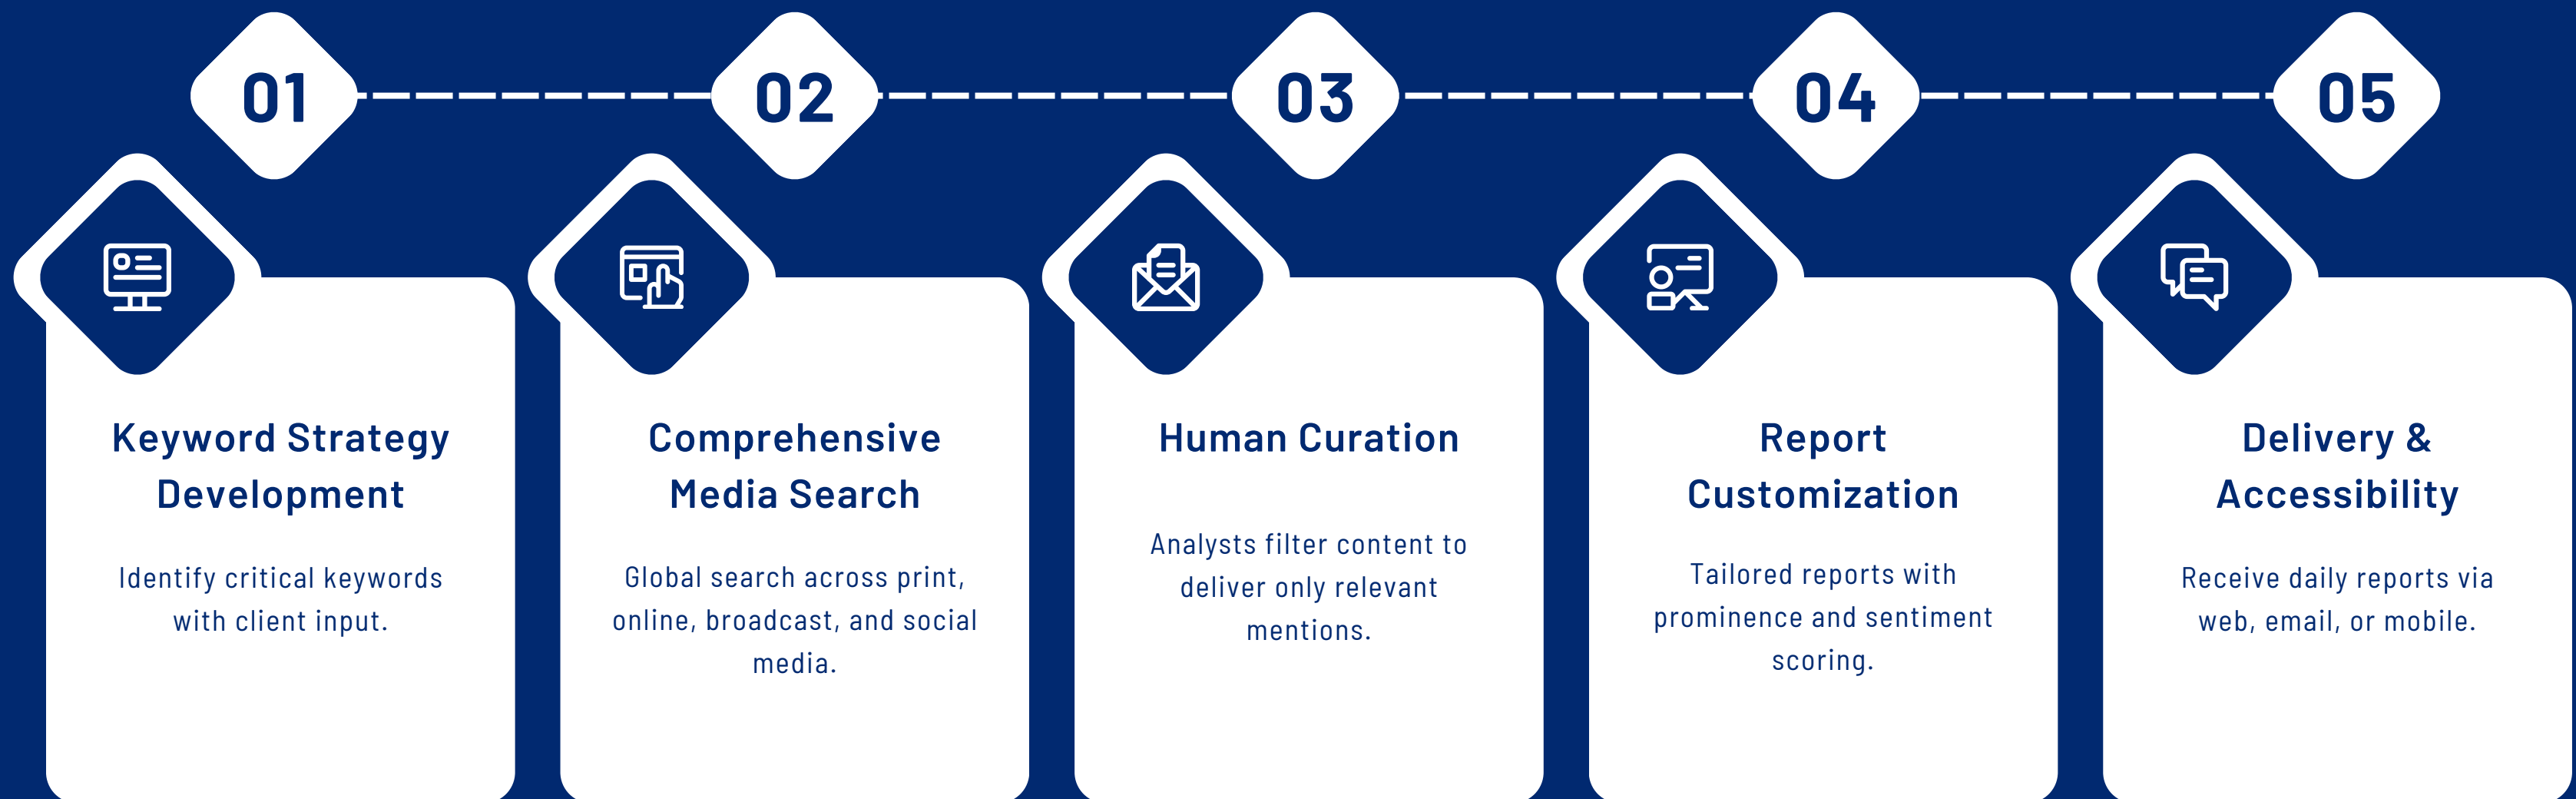 01
02
03
04
05
Keyword Strategy
Development
Identify critical keywords
with client input.
Comprehensive
Media Search
Global search across print,
online, broadcast, and social
media.
Human Curation
Analysts filter content to
deliver only relevant
mentions.
Report
Customization
Tailored reports with
prominence and sentiment
scoring.
Delivery &
Accessibility
Receive daily reports via
web, email, or mobile.